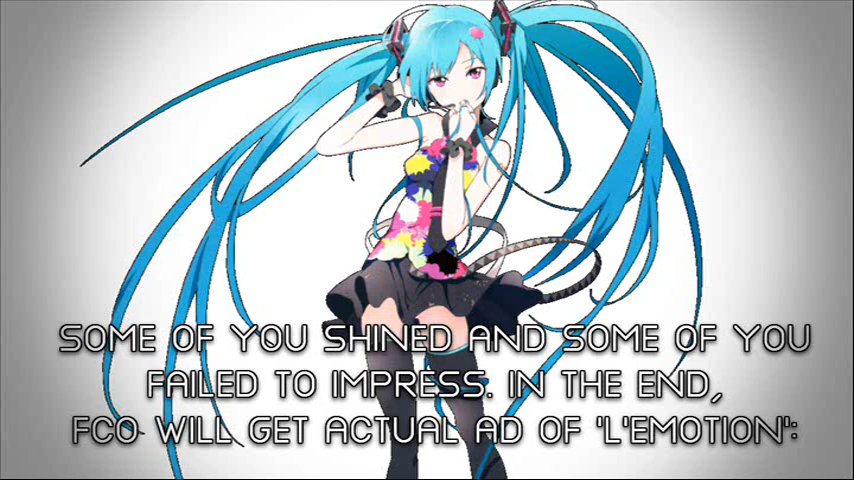 SOME OF YOU SHINED AND SOME OF YOU
FAILED TO IMPRESS. IN THE END,
FCO WILL GET ACTUAL AD OF 'L'EMOTION':